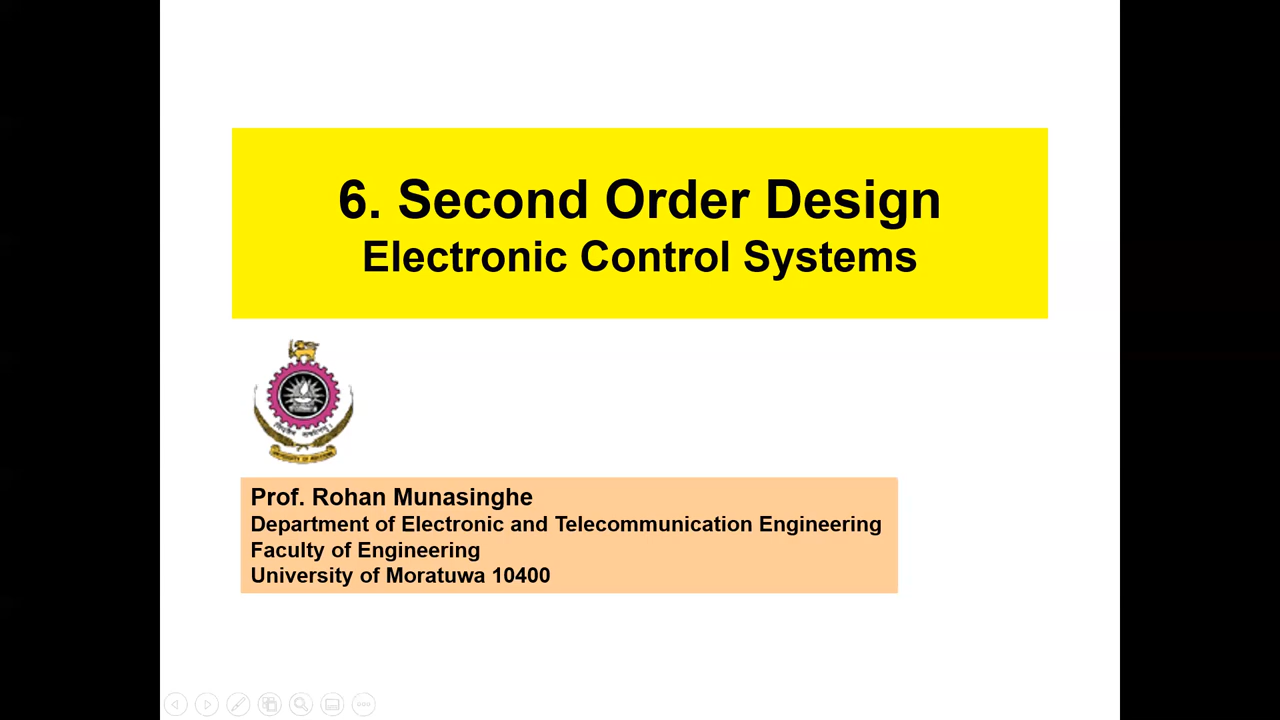 6. Second Order Design
Electronic Control Systems
Prof. Rohan Munasinghe
Department of Electronic and Telecommunication Engineering
Faculty of Engineering
University of Moratuwa 10400